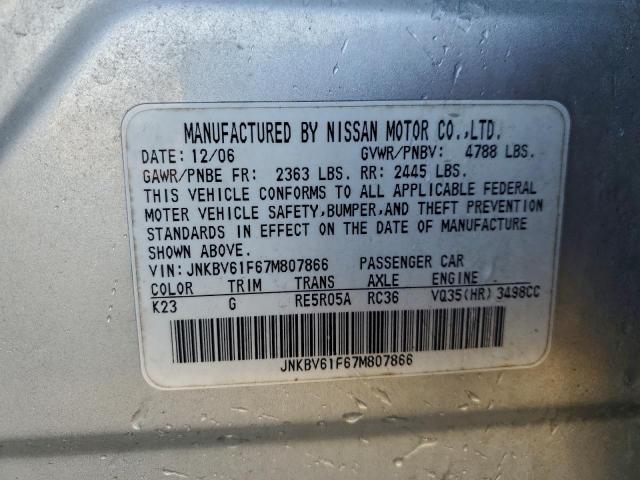 MANUFACTURED BY NISSAN MOTOR CO.,LTD.
DATE: 12/06 GVWR/PNBV: 4788 LBS.
GAWR/PNBE FR: 2363 LBS. RR: 2445 LBS.
THIS VEHICLE CONFORMS TO ALL APPLICABLE FEDERAL
MOTER VEHICLE SAFETY,BUMPER,AND THEFT PREVENTION
STANDARDS IN EFFECT ON THE DATE OF MANUFACTURE
SHOWN ABOVE.
VIN: JNKBV61F67M807866 PASSENGER CAR
COLOR TRIM TRANS AXLE ENGINE
K23 G RE5R05A RC36 VQ35(HR) 3498CC
JNKBV61F67M807866